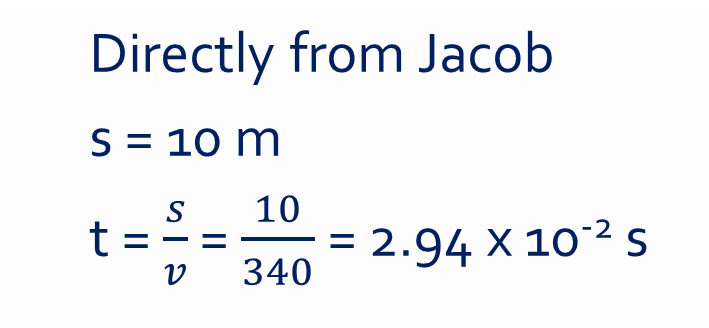 Directly from Jacob
s = 10 m
t = s/v = 10/340 = 2.94 x 10⁻² s